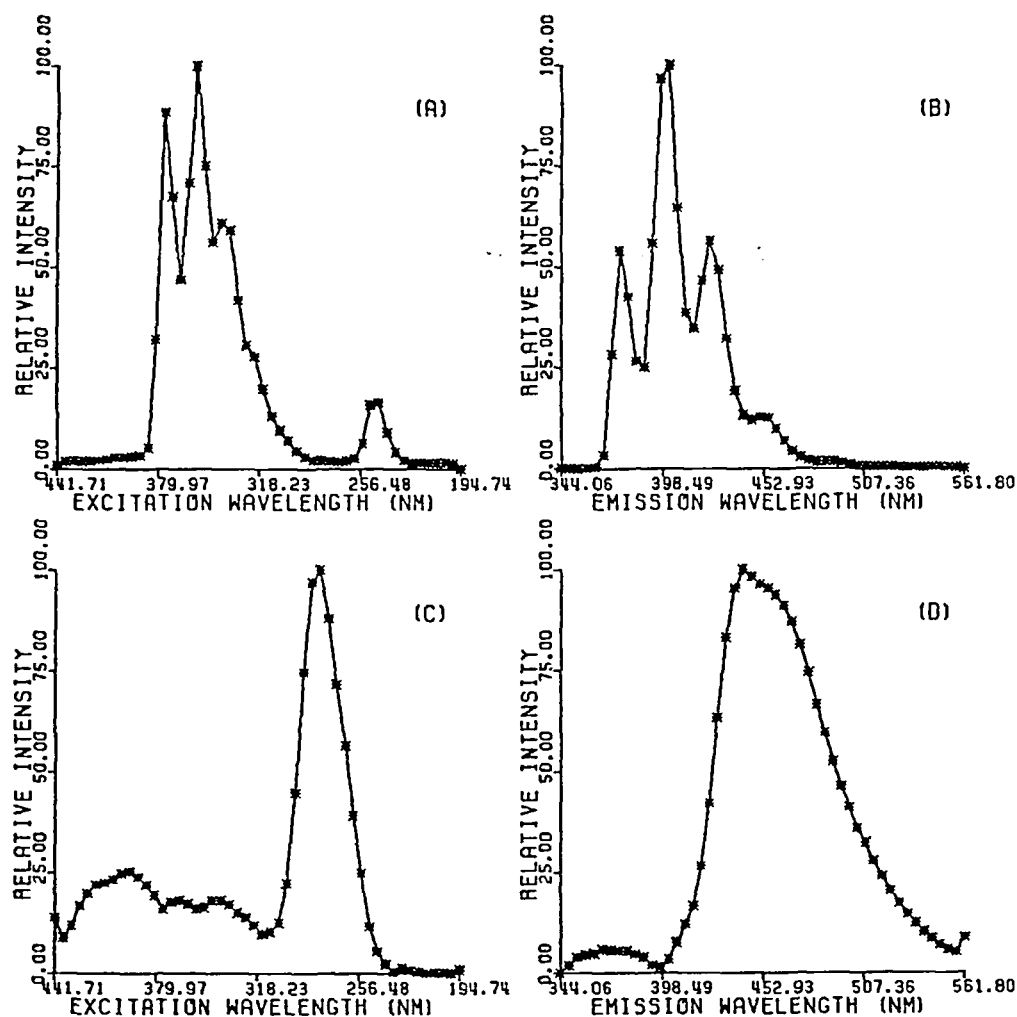 (A)
RELATIVE INTENSITY
100.00
75.00
50.00
25.00
0.00
441.71 379.97 318.23 256.48 194.74
EXCITATION WAVELENGTH (NM)
(B)
RELATIVE INTENSITY
100.00
75.00
50.00
25.00
0.00
344.06 398.49 452.93 507.36 561.80
EMISSION WAVELENGTH (NM)
(C)
RELATIVE INTENSITY
100.00
75.00
50.00
25.00
0.00
441.71 379.97 318.23 256.48 194.74
EXCITATION WAVELENGTH (NM)
(D)
RELATIVE INTENSITY
100.00
75.00
50.00
25.00
0.00
344.06 398.49 452.93 507.36 561.80
EMISSION WAVELENGTH (NM)